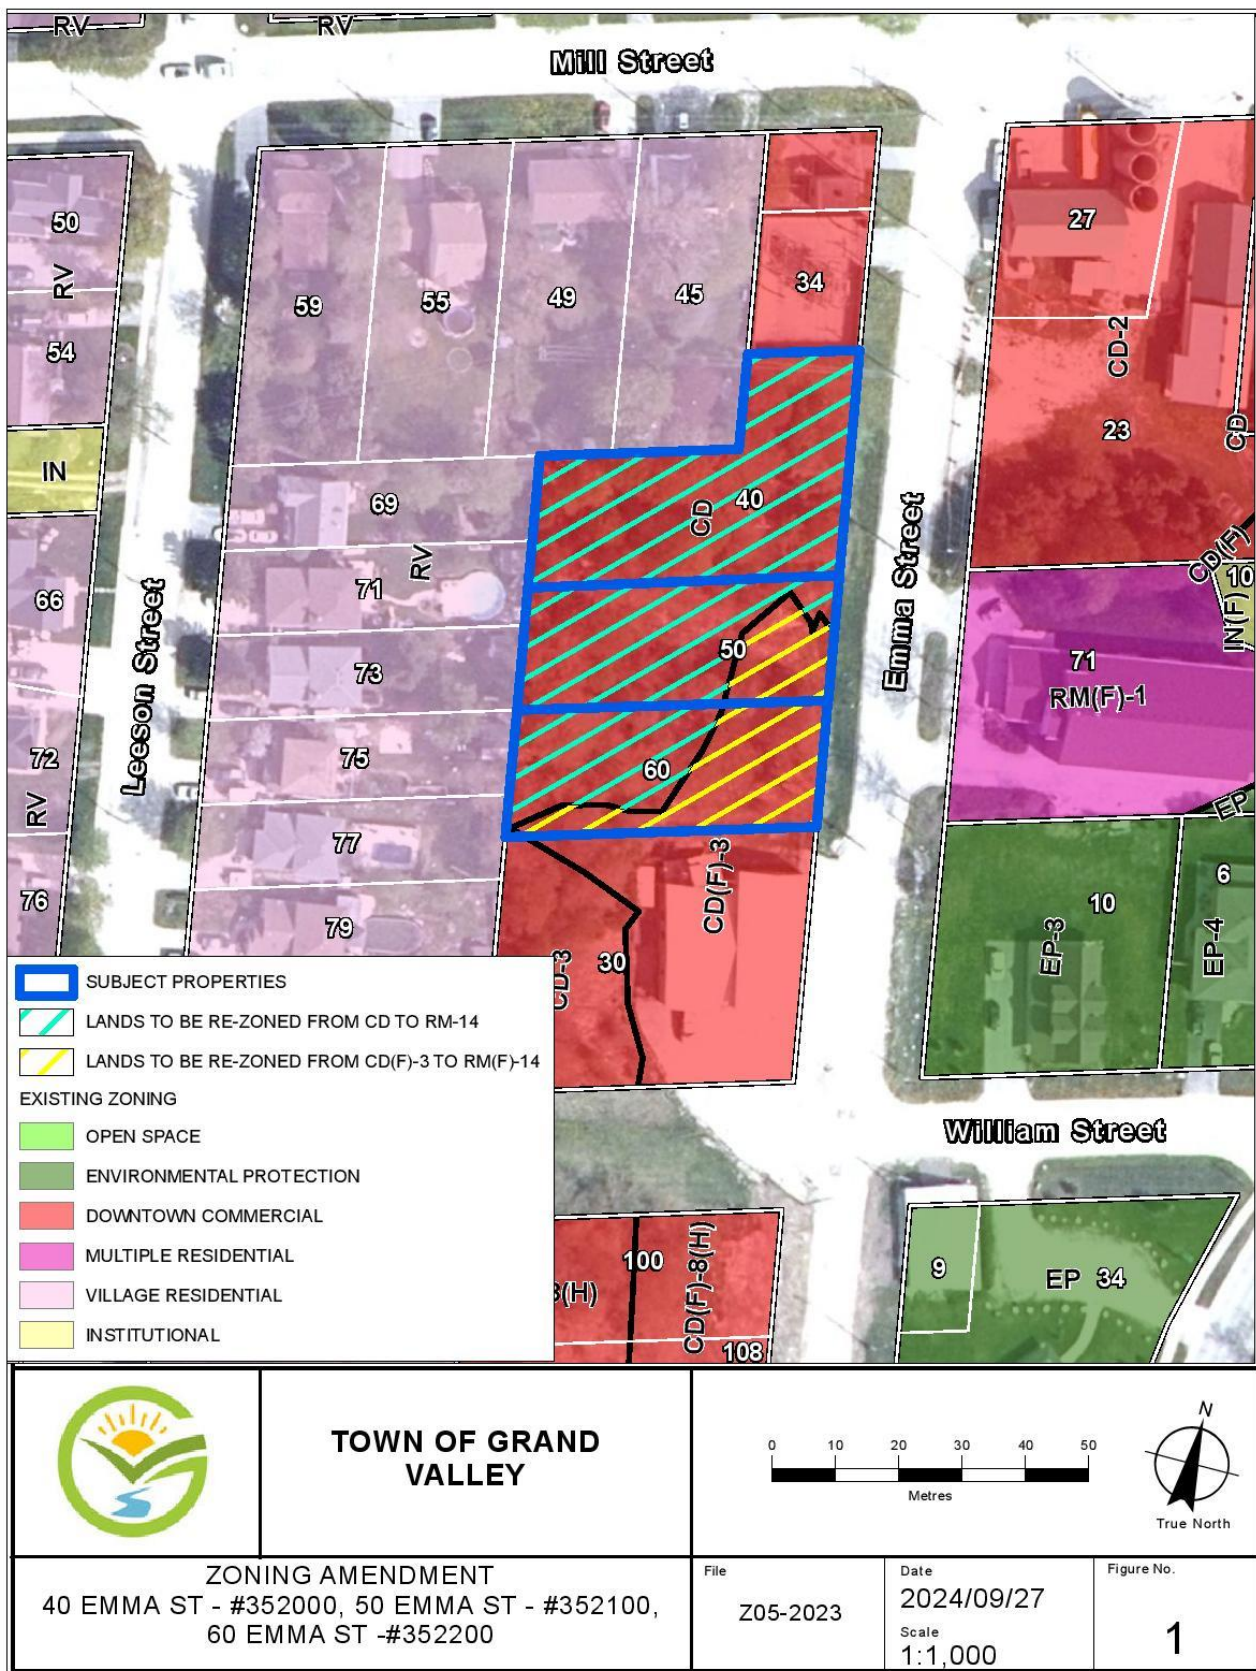 RV
RV
Mill Street
50
RV
54
IN
66
72
RV
76
Leeson Street
59
55
49
45
34
69
RV
71
73
75
77
79
CD
40
50
60
CD-3
30
CD(F)-3
Emma Street
27
CD-2
23
CD
CD(F)
10
IN(F)
71
RM(F)-1
EP
10
EP-3
6
EP-4
William Street
9
EP 34
3(H)
100
CD(F)-8(H)
108
SUBJECT PROPERTIES
LANDS TO BE RE-ZONED FROM CD TO RM-14
LANDS TO BE RE-ZONED FROM CD(F)-3 TO RM(F)-14
EXISTING ZONING
OPEN SPACE
ENVIRONMENTAL PROTECTION
DOWNTOWN COMMERCIAL
MULTIPLE RESIDENTIAL
VILLAGE RESIDENTIAL
INSTITUTIONAL
TOWN OF GRAND
VALLEY
0 10 20 30 40 50
Metres
N
True North
ZONING AMENDMENT
40 EMMA ST - #352000, 50 EMMA ST - #352100,
60 EMMA ST -#352200
File
Z05-2023
Date
2024/09/27
Scale
1:1,000
Figure No.
1